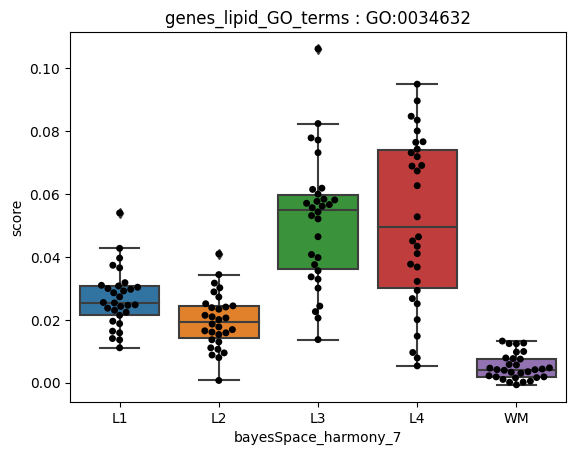 genes_lipid_GO_terms : GO:0034632
0.10
0.08
0.06
0.04
0.02
0.00
score
L1 L2 L3 L4 WM
bayesSpace_harmony_7